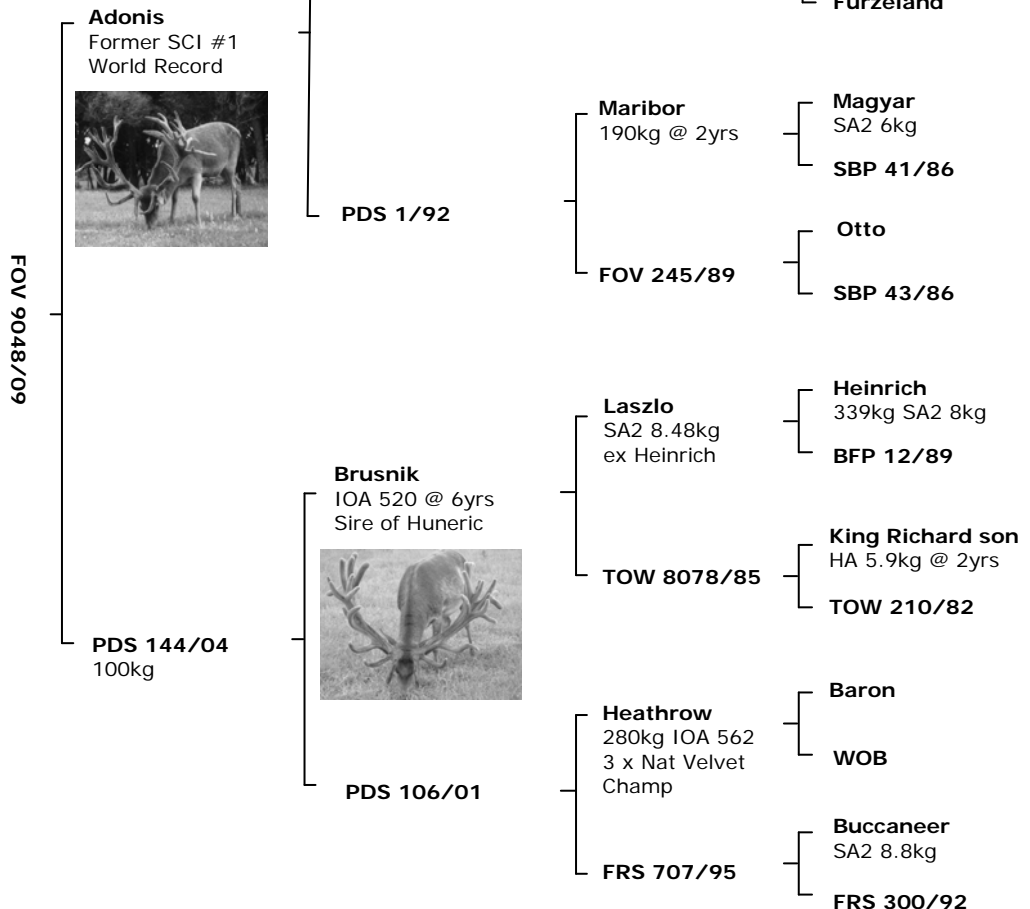 Furzeland
Adonis
Former SCI #1
World Record
Maribor
190kg @ 2yrs
Magyar
SA2 6kg
SBP 41/86
PDS 1/92
Otto
FOV 245/89
SBP 43/86
FOV 9048/09
Laszlo
SA2 8.48kg
ex Heinrich
Heinrich
339kg SA2 8kg
BFP 12/89
Brusnik
IOA 520 @ 6yrs
Sire of Huneric
King Richard son
HA 5.9kg @ 2yrs
TOW 8078/85
TOW 210/82
PDS 144/04
100kg
Heathrow
280kg IOA 562
3 x Nat Velvet
Champ
Baron
WOB
PDS 106/01
Buccaneer
SA2 8.8kg
FRS 707/95
FRS 300/92